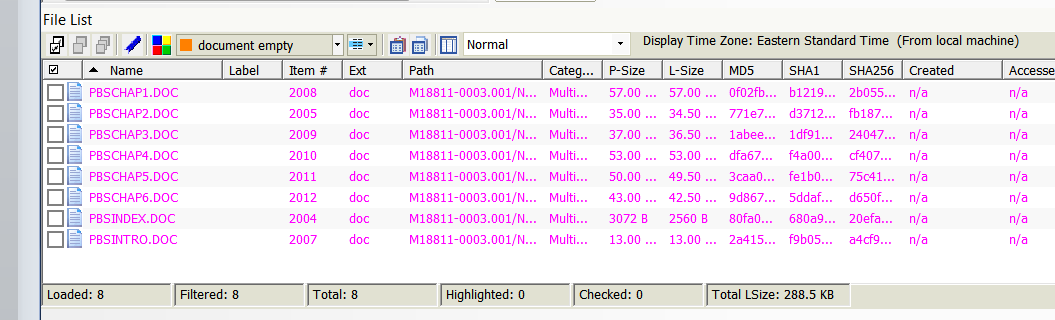 File List
document empty Normal Display Time Zone: Eastern Standard Time (From local machine)
Name Label Item # Ext Path Categ... P-Size L-Size MD5 SHA1 SHA256 Created Accesse
PBSCHAP1.DOC 2008 doc M18811-0003.001/N... Multi... 57.00 ... 57.00 ... 0f02fb... b1219... 2b055... n/a n/a
PBSCHAP2.DOC 2005 doc M18811-0003.001/N... Multi... 35.00 ... 34.50 ... 771e7... d3712... fb187... n/a n/a
PBSCHAP3.DOC 2009 doc M18811-0003.001/N... Multi... 37.00 ... 36.50 ... 1abee... 1df91... 24047... n/a n/a
PBSCHAP4.DOC 2010 doc M18811-0003.001/N... Multi... 53.00 ... 53.00 ... dfa67... f4a00... cf407... n/a n/a
PBSCHAP5.DOC 2011 doc M18811-0003.001/N... Multi... 50.00 ... 49.50 ... 3caa0... fe1b0... 75c41... n/a n/a
PBSCHAP6.DOC 2012 doc M18811-0003.001/N... Multi... 43.00 ... 42.50 ... 9d867... 5ddaf... d650f... n/a n/a
PBSINDEX.DOC 2004 doc M18811-0003.001/N... Multi... 3072 B 2560 B 80fa0... 680a9... 20efa... n/a n/a
PBSINTRO.DOC 2007 doc M18811-0003.001/N... Multi... 13.00 ... 13.00 ... 2a415... f9b05... a4cf9... n/a n/a
Loaded: 8 Filtered: 8 Total: 8 Highlighted: 0 Checked: 0 Total LSize: 288.5 KB